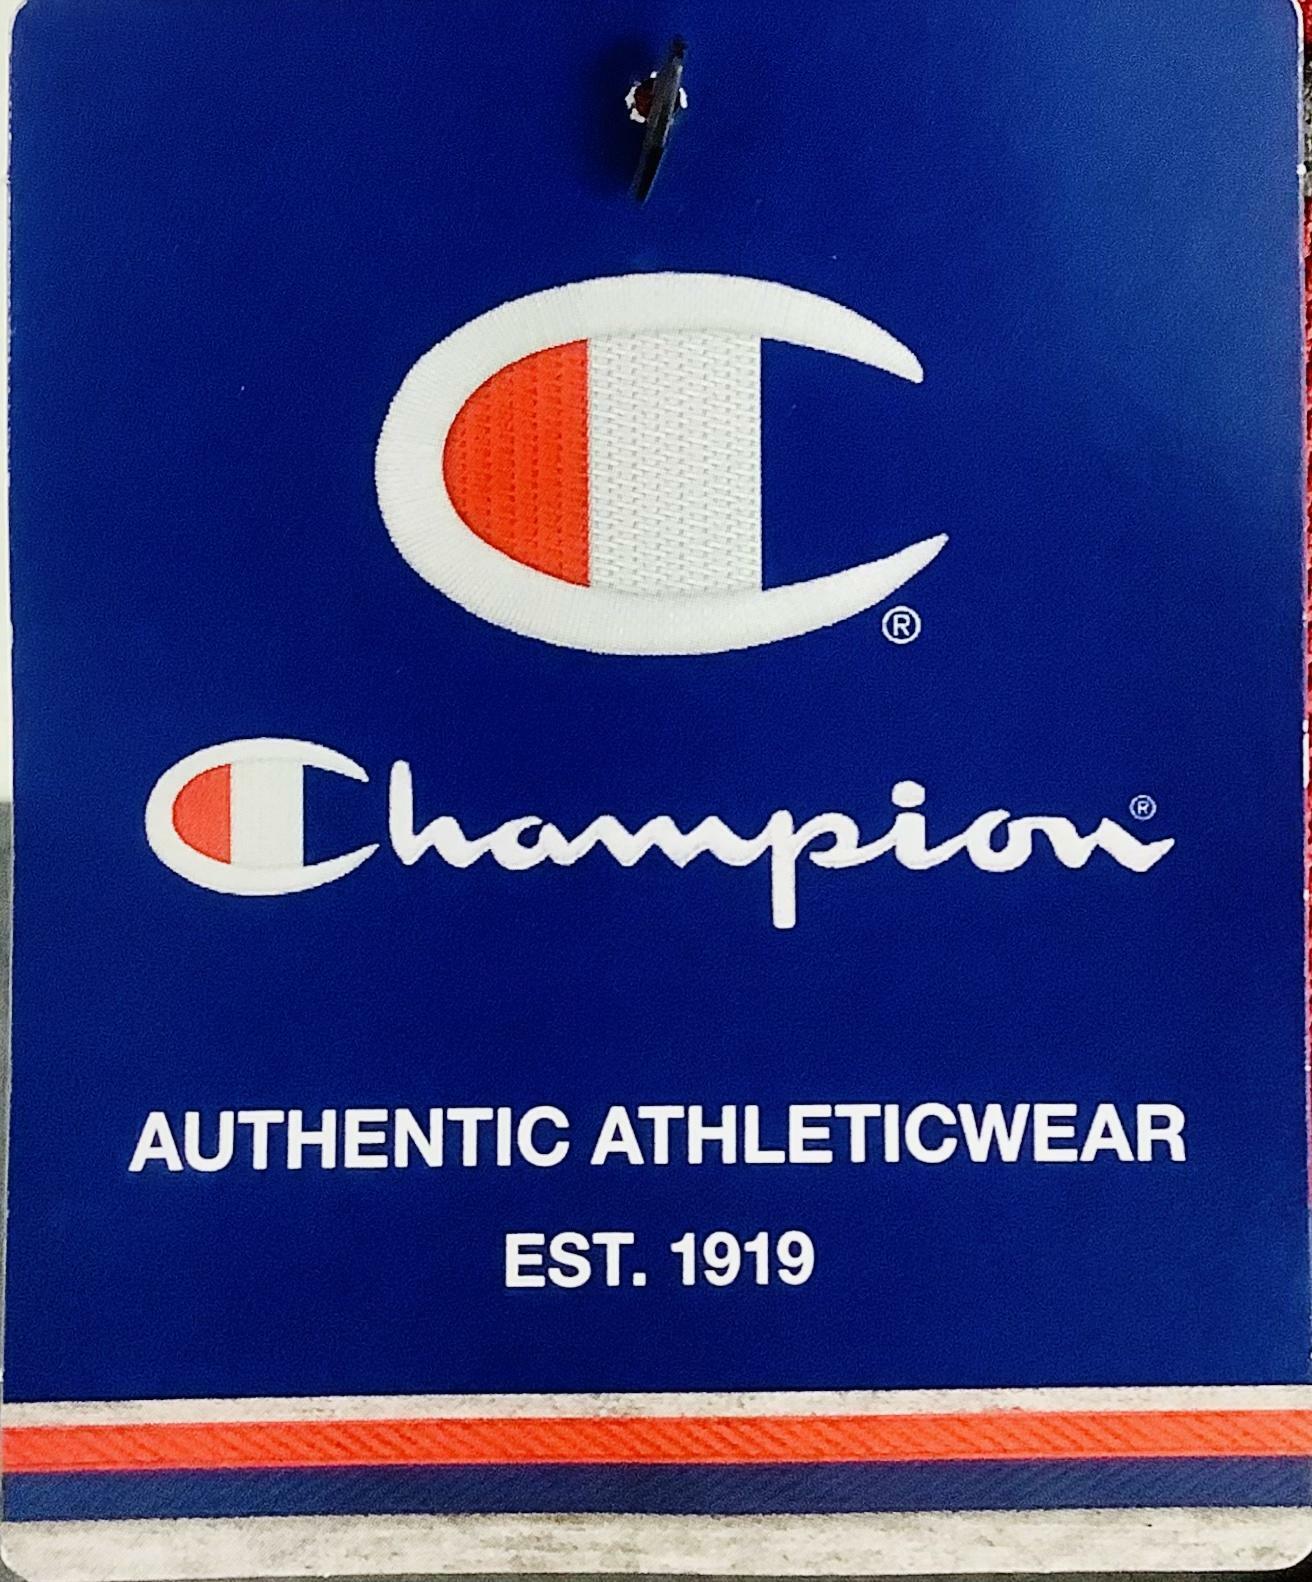 C®
Champion®
AUTHENTIC ATHLETICWEAR
EST. 1919